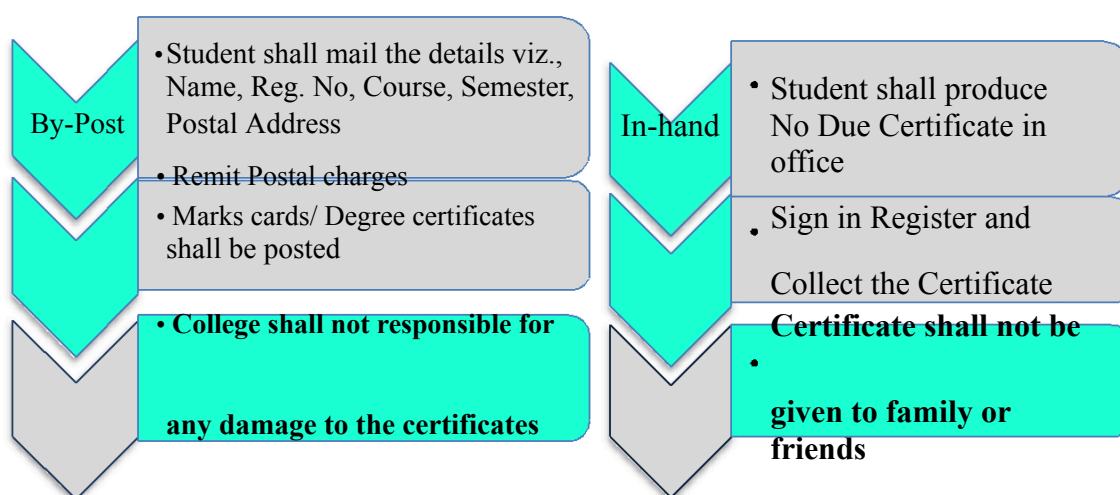 By-Post
•Student shall mail the details viz.,
Name, Reg. No, Course, Semester,
Postal Address
• Remit Postal charges
• Marks cards/ Degree certificates
shall be posted
• College shall not responsible for
any damage to the certificates
In-hand
• Student shall produce
No Due Certificate in
office
• Sign in Register and
Collect the Certificate
• Certificate shall not be
given to family or
friends